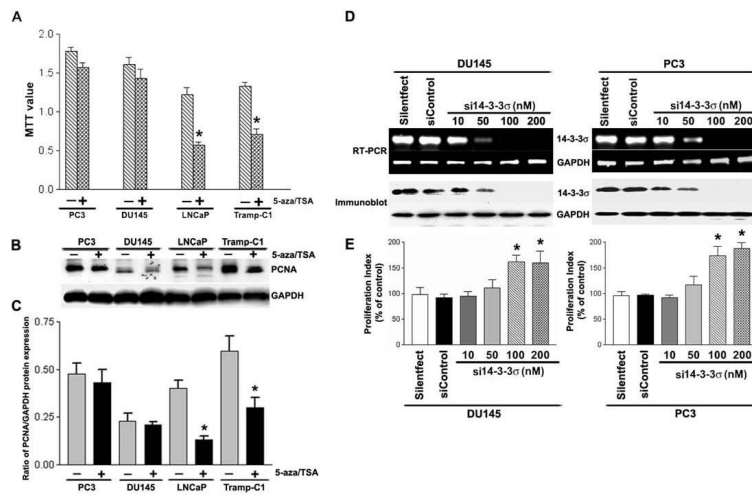 A
MTT value
2.0
1.5
1.0
0.5
0.0
*
*
− + − + − + − + 5-aza/TSA
PC3 DU145 LNCaP Tramp-C1
B
PC3 DU145 LNCaP Tramp-C1
− + − + − + − + 5-aza/TSA
PCNA
GAPDH
C
Ratio of PCNA/GAPDH protein expression
0.75
0.50
0.25
0.00
*
*
− + − + − + − + 5-aza/TSA
PC3 DU145 LNCaP Tramp-C1
D
DU145
Silentfect
siControl
si14-3-3σ (nM)
10 50 100 200
PC3
Silentfect
siControl
si14-3-3σ (nM)
10 50 100 200
RT-PCR
14-3-3σ
GAPDH
Immunoblot
14-3-3σ
GAPDH
E
Proliferation Index
(% of control)
200
150
100
50
0
* *
Silentfect
siControl
10 50 100 200
si14-3-3σ (nM)
DU145
Proliferation Index
(% of control)
200
150
100
50
0
* *
Silentfect
siControl
10 50 100 200
si14-3-3σ (nM)
PC3